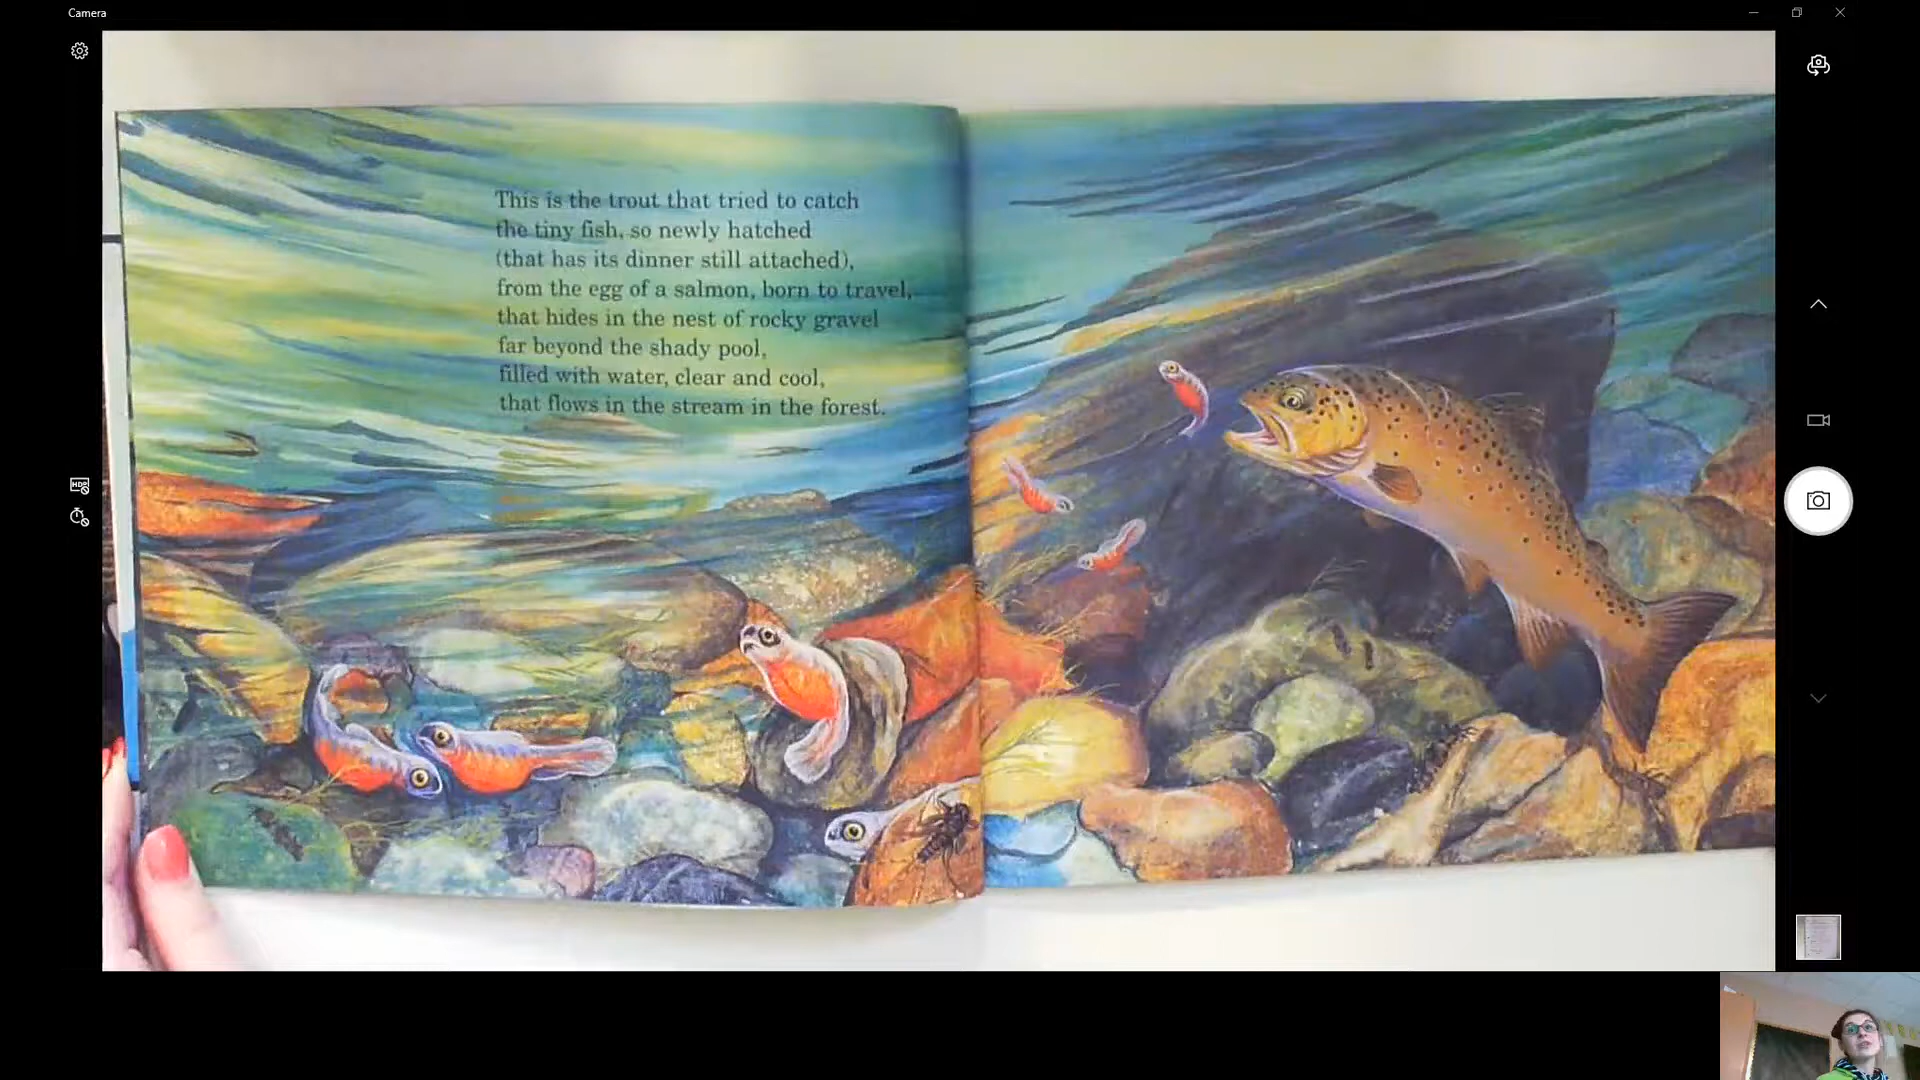 Camera
This is the trout that tried to catch
the tiny fish, so newly hatched
(that has its dinner still attached),
from the egg of a salmon, born to travel,
that hides in the nest of rocky gravel
far beyond the shady pool,
filled with water, clear and cool,
that flows in the stream in the forest.
HDR